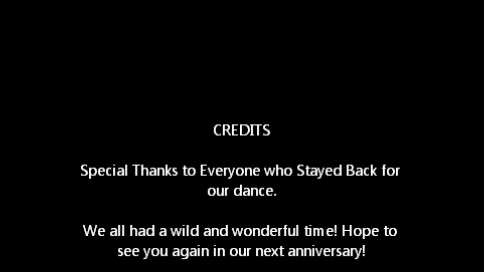 CREDITS
Special Thanks to Everyone who Stayed Back for
our dance.
We all had a wild and wonderful time! Hope to
see you again in our next anniversary!